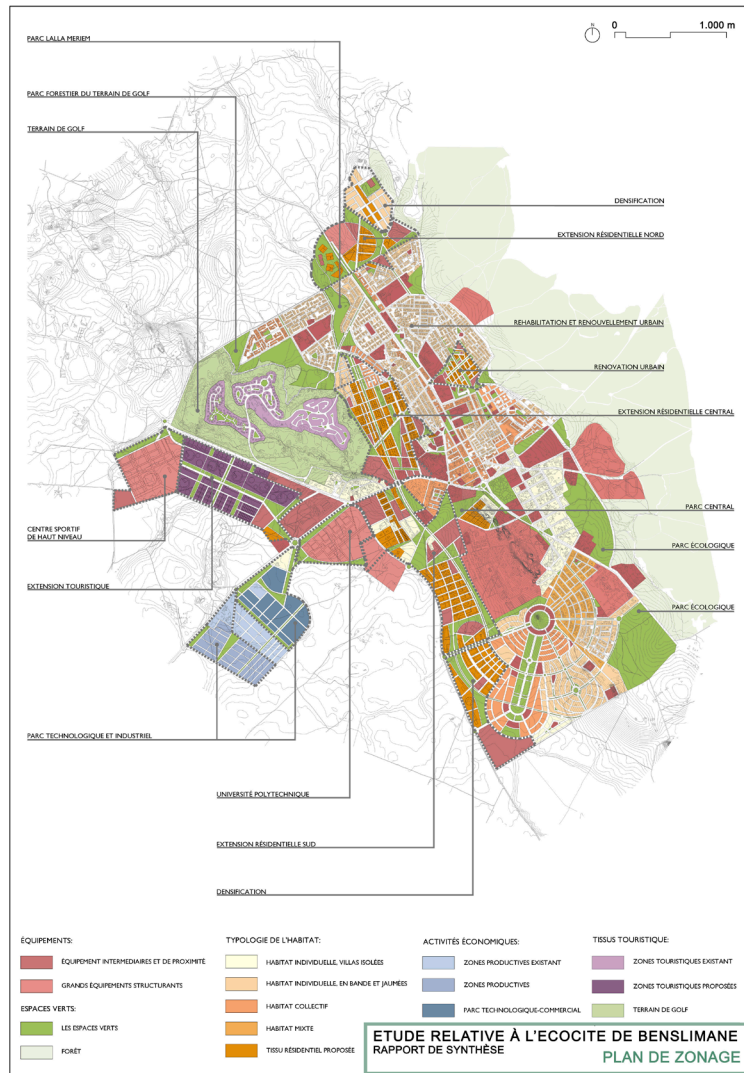 N
0
1.000 m
PARC LALLA MERIEM
PARC FORESTIER DU TERRAIN DE GOLF
TERRAIN DE GOLF
DENSIFICATION
EXTENSION RÉSIDENTIELLE NORD
REHABILITATION ET RENOUVELLEMENT URBAIN
RENOVATION URBAIN
EXTENSION RÉSIDENTIELLE CENTRAL
PARC CENTRAL
CENTRE SPORTIF
DE HAUT NIVEAU
PARC ÉCOLOGIQUE
EXTENSION TOURISTIQUE
PARC ÉCOLOGIQUE
PARC TECHNOLOGIQUE ET INDUSTRIEL
UNIVERSITÉ POLYTECHNIQUE
EXTENSION RÉSIDENTIELLE SUD
DENSIFICATION
ÉQUIPEMENTS:
ÉQUIPEMENT INTERMEDIAIRES ET DE PROXIMITÉ
GRANDS ÉQUIPEMENTS STRUCTURANTS
ESPACES VERTS:
LES ESPACES VERTS
FORÊT
TYPOLOGIE DE L'HABITAT:
HABITAT INDIVIDUELLE, VILLAS ISOLÉES
HABITAT INDIVIDUELLE, EN BANDE ET JAUMÉES
HABITAT COLLECTIF
HABITAT MIXTE
TISSU RÉSIDENTIEL PROPOSÉE
ACTIVITÉS ÉCONOMIQUES:
ZONES PRODUCTIVES EXISTANT
ZONES PRODUCTIVES
PARC TECHNOLOGIQUE-COMMERCIAL
TISSUS TOURISTIQUE:
ZONES TOURISTIQUES EXISTANT
ZONES TOURISTIQUES PROPOSÉES
TERRAIN DE GOLF
ETUDE RELATIVE À L'ECOCITE DE BENSLIMANE
RAPPORT DE SYNTHÈSE
PLAN DE ZONAGE